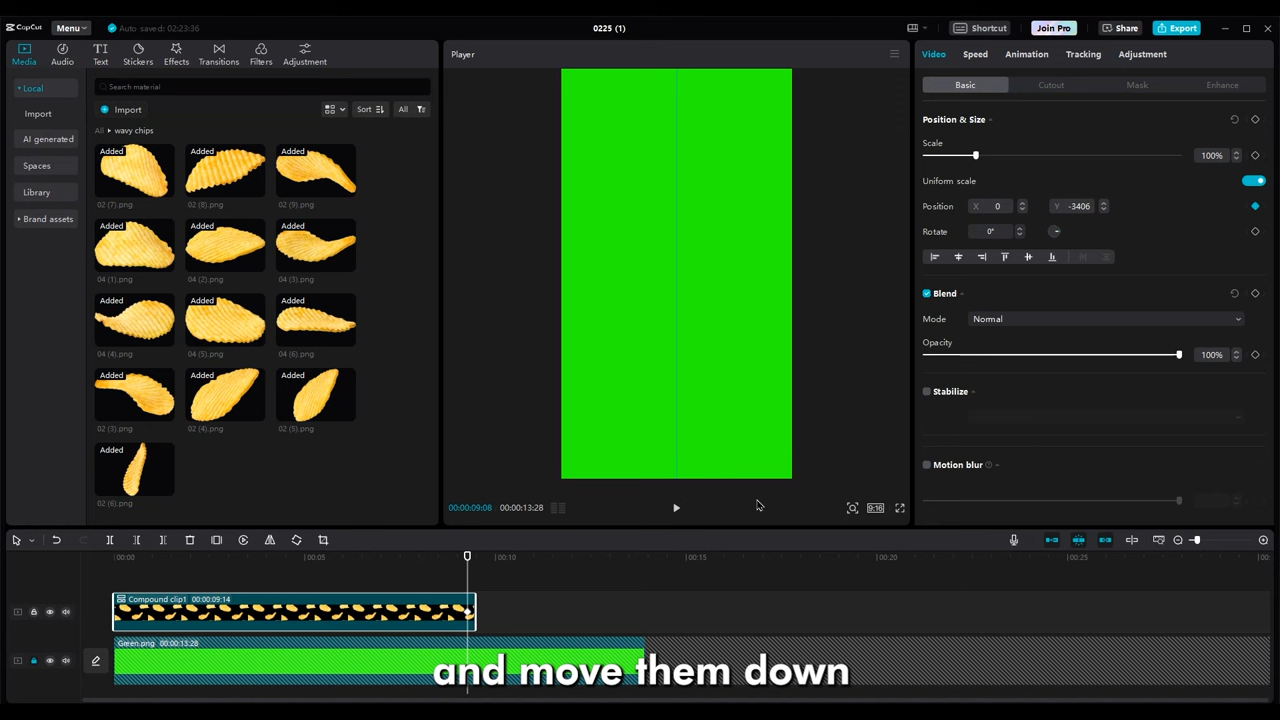 CapCut
Menu
Auto saved: 02:23:36
0225 (1)
Shortcut
Join Pro
Share
Export
Media
Audio
Text
Stickers
Effects
Transitions
Filters
Adjustment
Local
Import
AI generated
Spaces
Library
Brand assets
Search material
Import
Sort
All
All
wavy chips
Added
Added
Added
02 (7).png
02 (8).png
02 (9).png
Added
Added
Added
04 (1).png
04 (2).png
04 (3).png
Added
Added
Added
04 (4).png
04 (5).png
04 (6).png
Added
Added
Added
02 (3).png
02 (4).png
02 (5).png
Added
02 (6).png
Player
00:00:09:08
00:00:13:28
9:16
Video
Speed
Animation
Tracking
Adjustment
Basic
Cutout
Mask
Enhance
Position & Size
Scale
100%
Uniform scale
Position
X 0
Y -3406
Rotate
0°
Blend
Mode
Normal
Opacity
100%
Stabilize
Motion blur
00:00
00:05
00:10
00:15
00:20
00:25
00:
Compound clip1 00:00:09:14
Green.png 00:00:13:28
and move them down